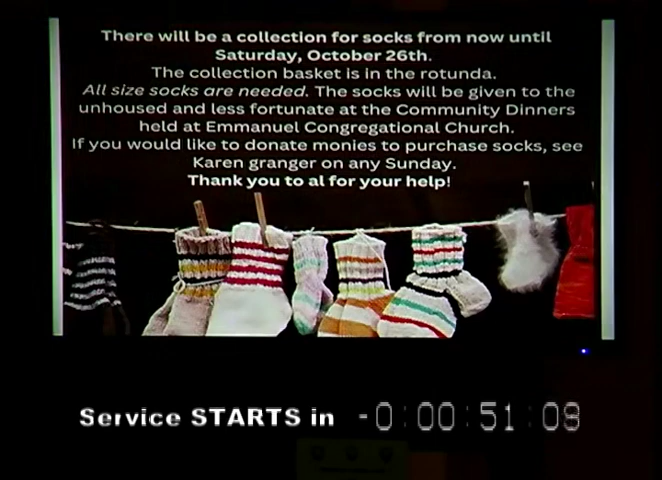 There will be a collection for socks from now until
Saturday, October 26th.
The collection basket is in the rotunda.
All size socks are needed. The socks will be given to the
unhoused and less fortunate at the Community Dinners
held at Emmanuel Congregational Church.
If you would like to donate monies to purchase socks, see
Karen granger on any Sunday.
Thank you to al for your help!
Service STARTS in -0:00:51:09